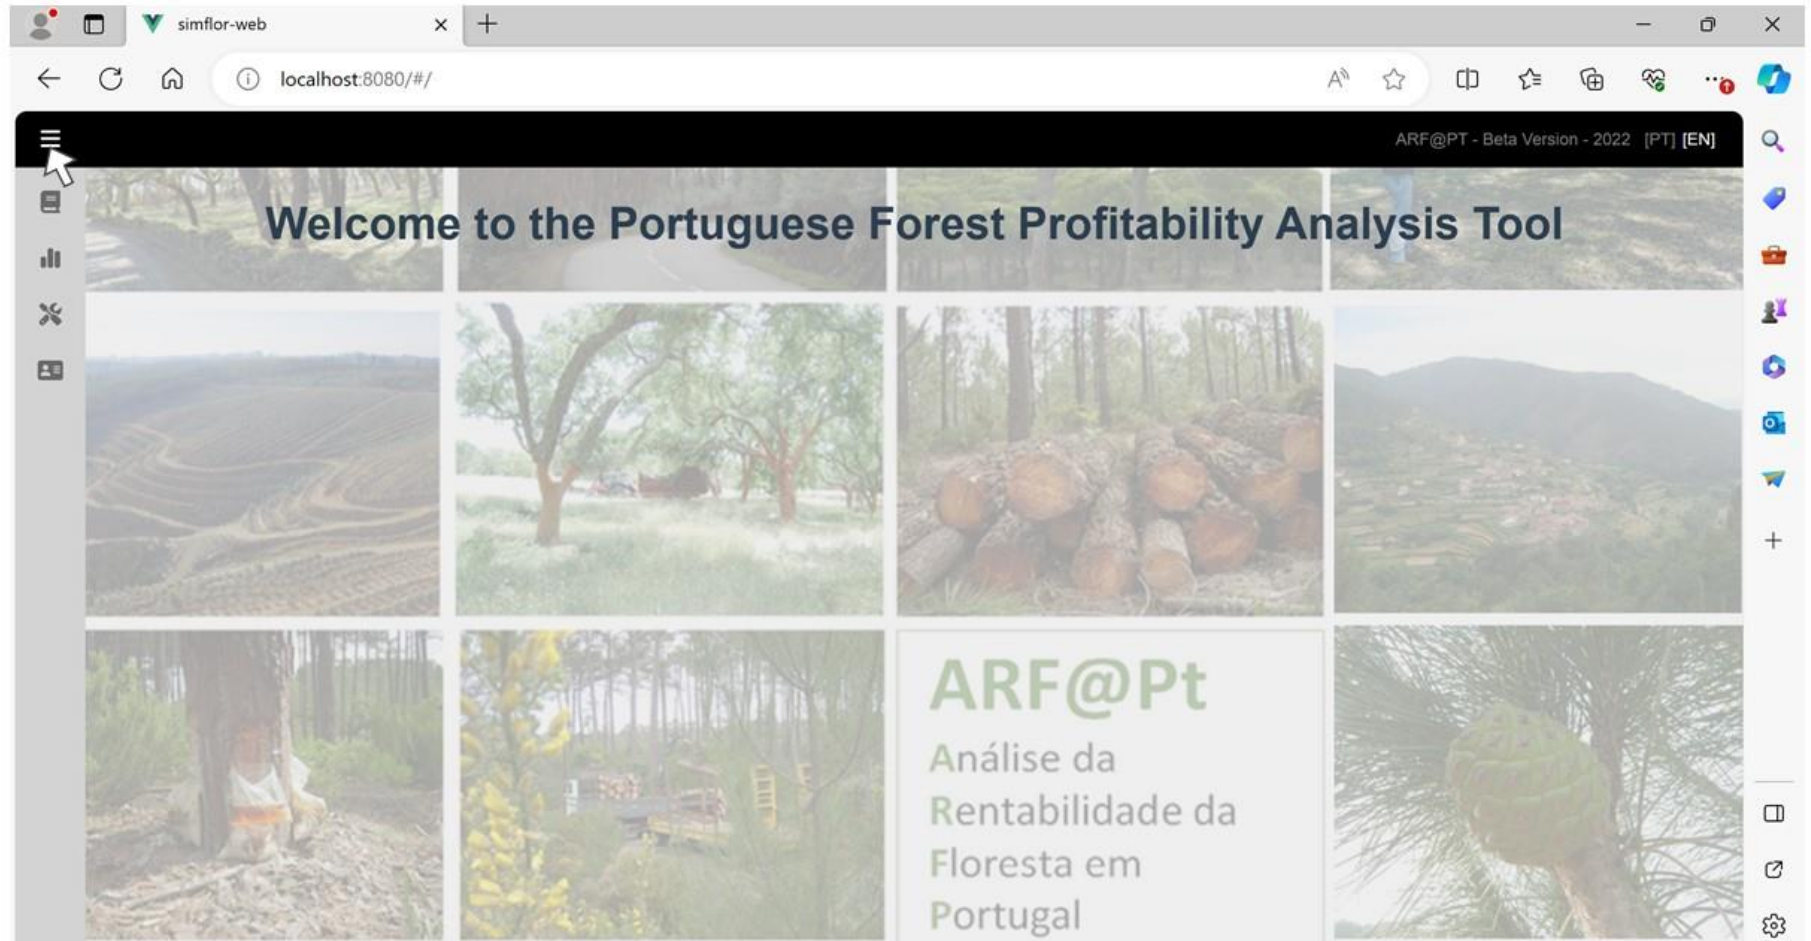 simflor-web
localhost:8080/#/
ARF@PT - Beta Version - 2022 [PT] [EN]
Welcome to the Portuguese Forest Profitability Analysis Tool
ARF@Pt
Análise da
Rentabilidade da
Floresta em
Portugal